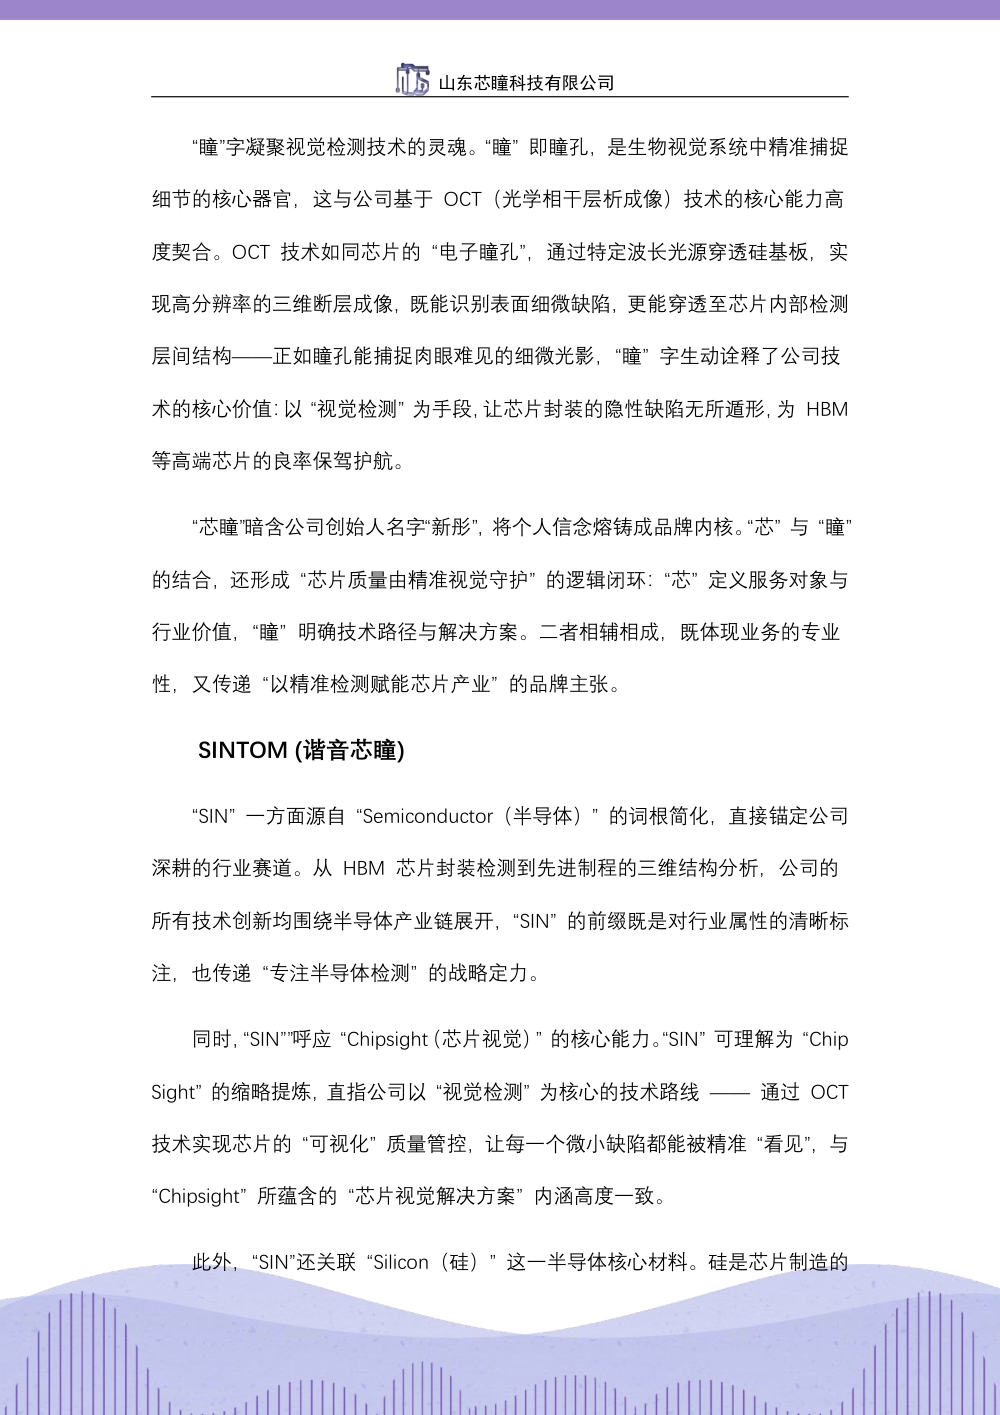 山东芯瞳科技有限公司
“瞳”字凝聚视觉检测技术的灵魂。“瞳” 即瞳孔，是生物视觉系统中精准捕捉
细节的核心器官，这与公司基于 OCT（光学相干层析成像）技术的核心能力高
度契合。OCT 技术如同芯片的 “电子瞳孔”，通过特定波长光源穿透硅基板，实
现高分辨率的三维断层成像，既能识别表面细微缺陷，更能穿透至芯片内部检测
层间结构——正如瞳孔能捕捉肉眼难见的细微光影，“瞳” 字生动诠释了公司技
术的核心价值：以 “视觉检测” 为手段，让芯片封装的隐性缺陷无所遁形，为 HBM
等高端芯片的良率保驾护航。
“芯瞳”暗含公司创始人名字“新彤”，将个人信念熔铸成品牌内核。“芯” 与 “瞳”
的结合，还形成 “芯片质量由精准视觉守护” 的逻辑闭环：“芯” 定义服务对象与
行业价值，“瞳” 明确技术路径与解决方案。二者相辅相成，既体现业务的专业
性，又传递 “以精准检测赋能芯片产业” 的品牌主张。
SINTOM (谐音芯瞳)
“SIN” 一方面源自 “Semiconductor（半导体）” 的词根简化，直接锚定公司
深耕的行业赛道。从 HBM 芯片封装检测到先进制程的三维结构分析，公司的
所有技术创新均围绕半导体产业链展开，“SIN” 的前缀既是对行业属性的清晰标
注，也传递 “专注半导体检测” 的战略定力。
同时，“SIN””呼应 “Chipsight（芯片视觉）” 的核心能力。“SIN” 可理解为 “Chip
Sight” 的缩略提炼，直指公司以 “视觉检测” 为核心的技术路线 —— 通过 OCT
技术实现芯片的 “可视化” 质量管控，让每一个微小缺陷都能被精准 “看见”，与
“Chipsight” 所蕴含的 “芯片视觉解决方案” 内涵高度一致。
此外，“SIN”还关联 “Silicon（硅）” 这一半导体核心材料。硅是芯片制造的